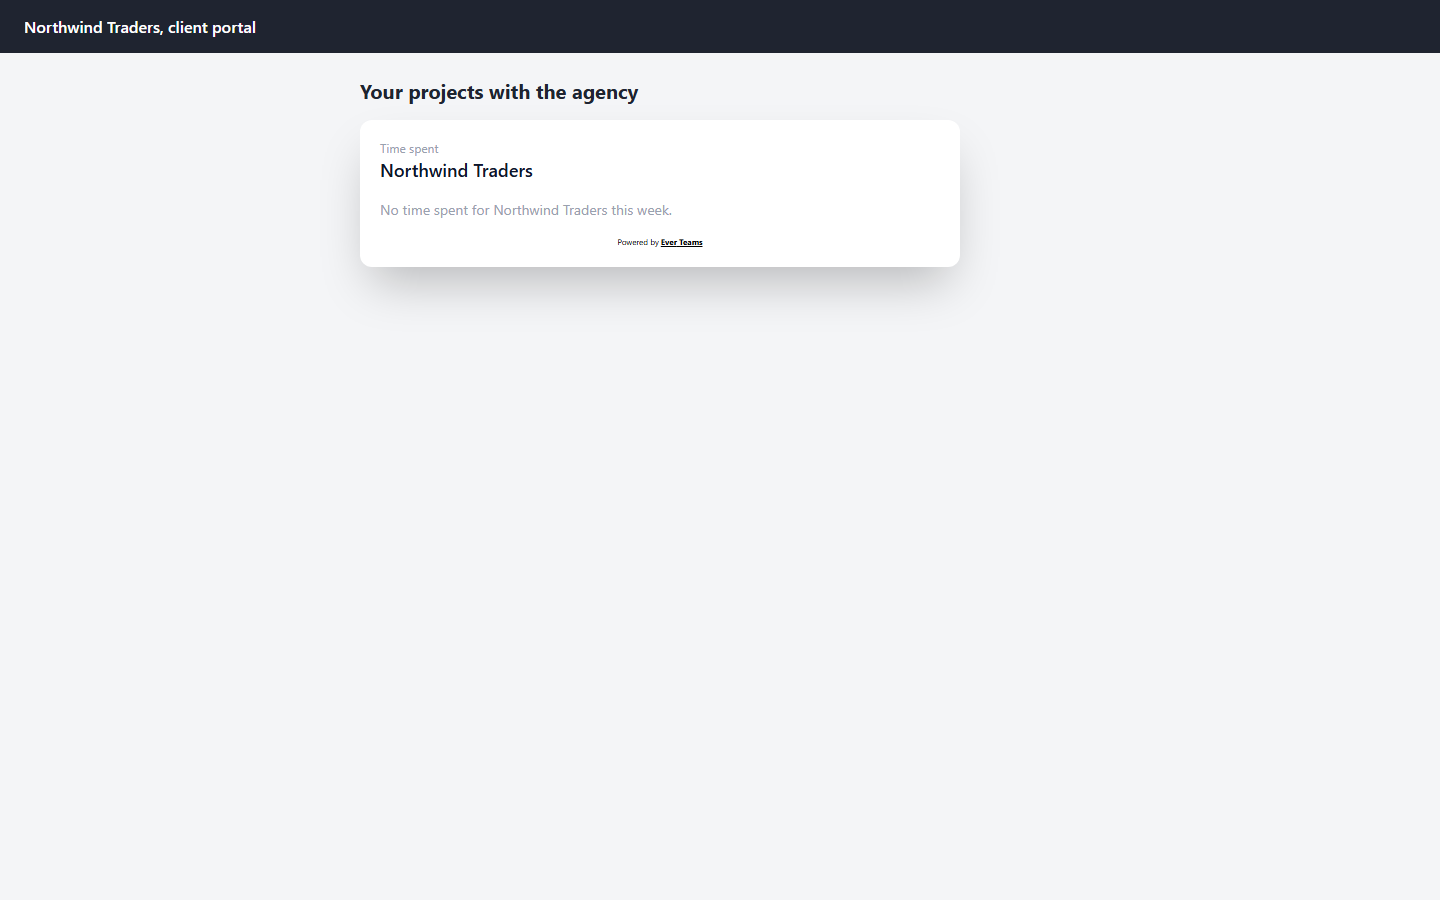 Northwind Traders, client portal
Your projects with the agency
Time spent
Northwind Traders
No time spent for Northwind Traders this week.
Powered by Ever Teams